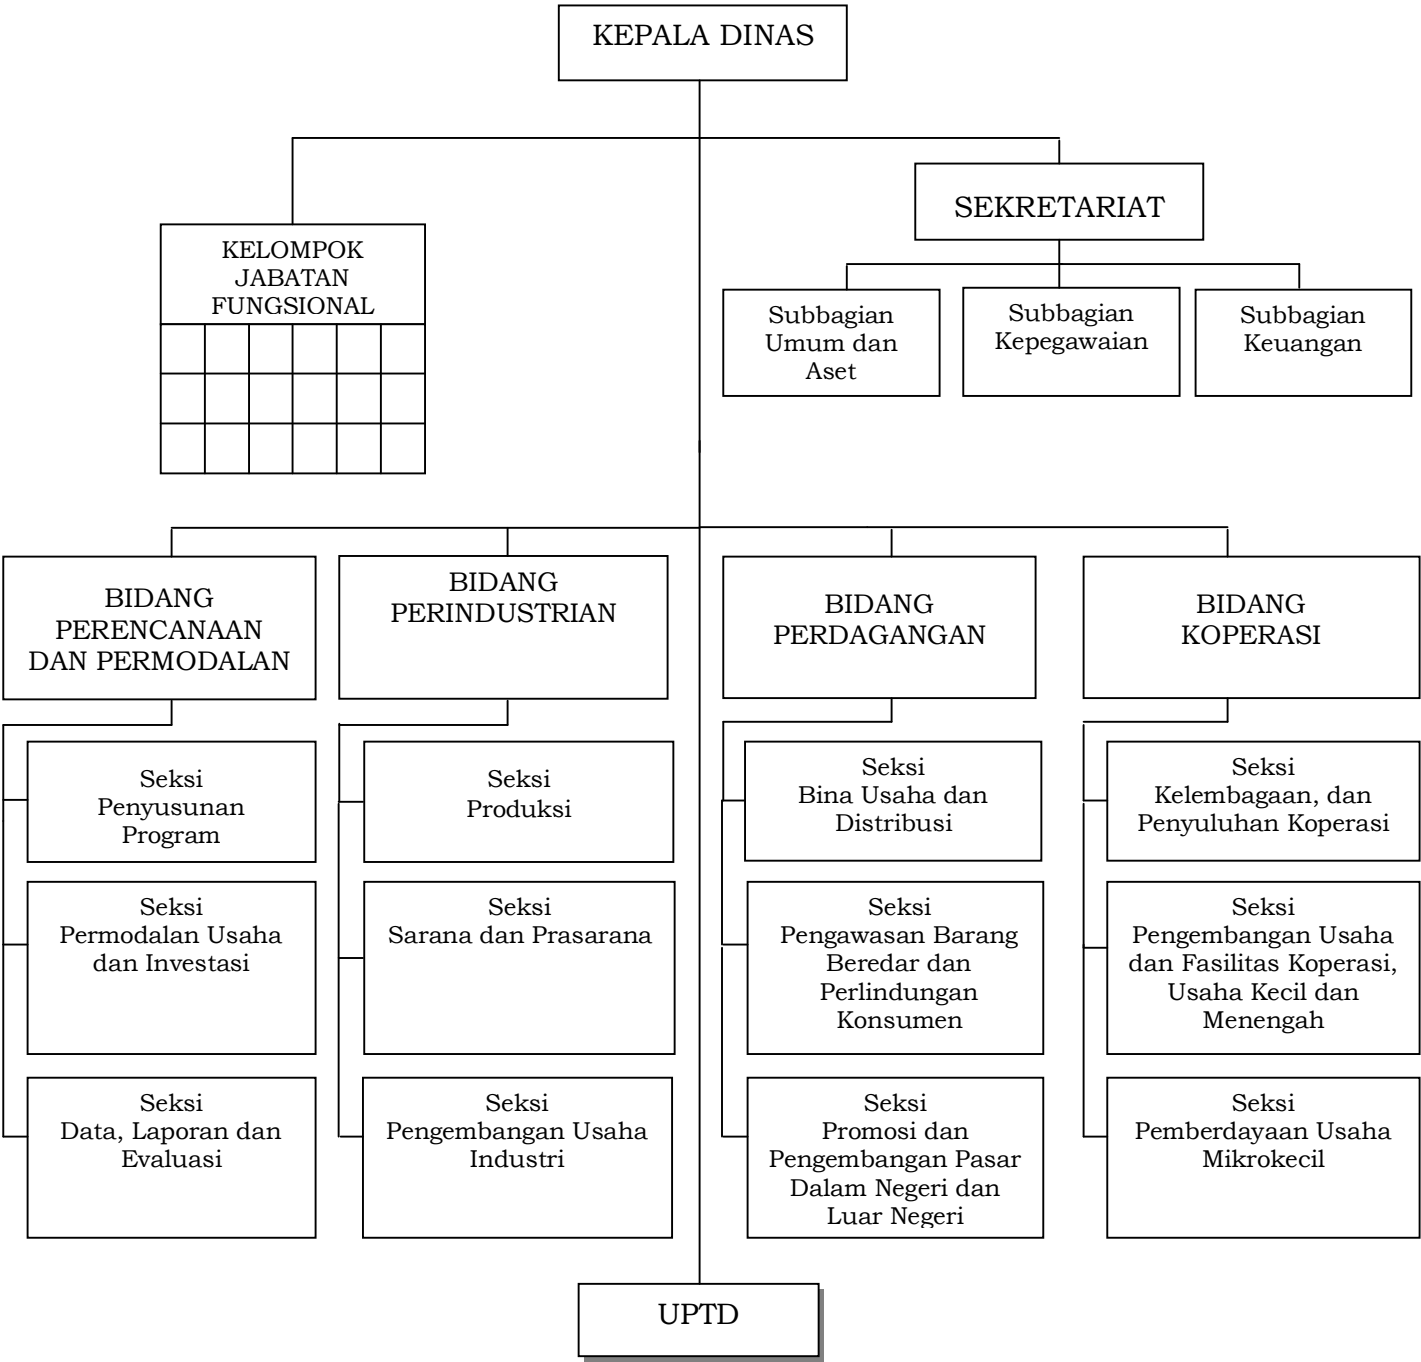 KEPALA DINAS
SEKRETARIAT
KELOMPOK
JABATAN
FUNGSIONAL
Subbagian
Umum dan
Aset
Subbagian
Kepegawaian
Subbagian
Keuangan
BIDANG
PERENCANAAN
DAN PERMODALAN
BIDANG
PERINDUSTRIAN
BIDANG
PERDAGANGAN
BIDANG
KOPERASI
Seksi
Penyusunan
Program
Seksi
Produksi
Seksi
Bina Usaha dan
Distribusi
Seksi
Kelembagaan, dan
Penyuluhan Koperasi
Seksi
Permodalan Usaha
dan Investasi
Seksi
Sarana dan Prasarana
Seksi
Pengawasan Barang
Beredar dan
Perlindungan
Konsumen
Seksi
Pengembangan Usaha
dan Fasilitas Koperasi,
Usaha Kecil dan
Menengah
Seksi
Data, Laporan dan
Evaluasi
Seksi
Pengembangan Usaha
Industri
Seksi
Promosi dan
Pengembangan Pasar
Dalam Negeri dan
Luar Negeri
Seksi
Pemberdayaan Usaha
Mikrokecil
UPTD